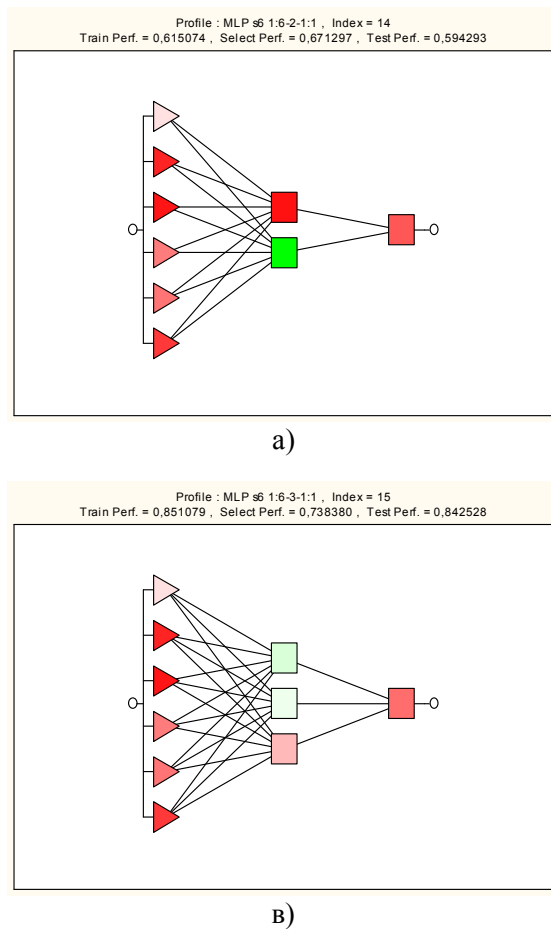 Profile : MLP s6 1:6-2-1:1 , Index = 14
Train Perf. = 0,615074 , Select Perf. = 0,671297 , Test Perf. = 0,594293
а)
Profile : MLP s6 1:6-3-1:1 , Index = 15
Train Perf. = 0,851079 , Select Perf. = 0,738380 , Test Perf. = 0,842528
в)